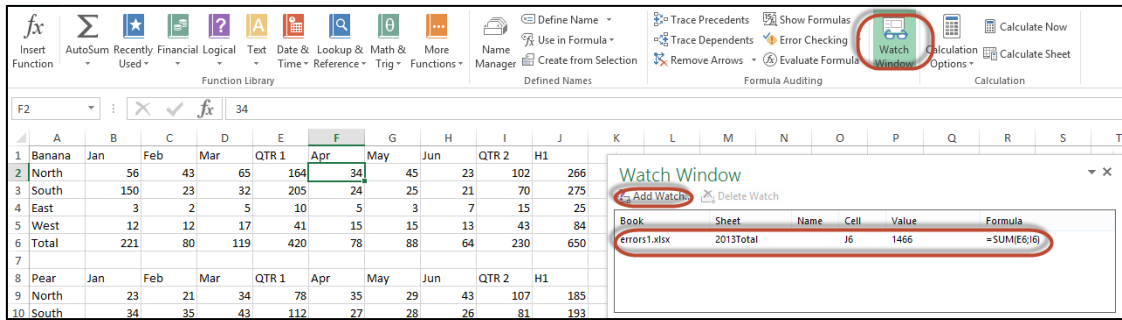 fx Σ ? A θ ...
Insert Function AutoSum Recently Used Financial Logical Text Date & Time Lookup & Reference Math & Trig More Functions
Function Library
Name Manager
Define Name
Use in Formula
Create from Selection
Defined Names
Trace Precedents Show Formulas
Trace Dependents Error Checking
Remove Arrows Evaluate Formula
Watch Window
Formula Auditing
Calculation Options
Calculate Now
Calculate Sheet
Calculation
F2 fx 34
A B C D E F G H I J K L M N O P Q R S T
1 Banana Jan Feb Mar QTR 1 Apr May Jun QTR 2 H1
2 North 56 43 65 164 34 45 23 102 266
3 South 150 23 32 205 24 25 21 70 275
4 East 3 2 5 10 5 3 7 15 25
5 West 12 12 17 41 15 15 13 43 84
6 Total 221 80 119 420 78 88 64 230 650
7
8 Pear Jan Feb Mar QTR 1 Apr May Jun QTR 2 H1
9 North 23 21 34 78 35 29 43 107 185
10 South 34 35 43 112 27 28 26 81 193
Watch Window
Add Watch... Delete Watch
Book Sheet Name Cell Value Formula
errors1.xlsx 2013Total J6 1466 =SUM(E6;I6)